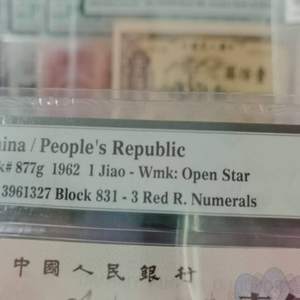 ina / People's Republic
k# 877g 1962 1 Jiao - Wmk: Open Star
3961327 Block 831 - 3 Red R. Numerals
中國人民銀行